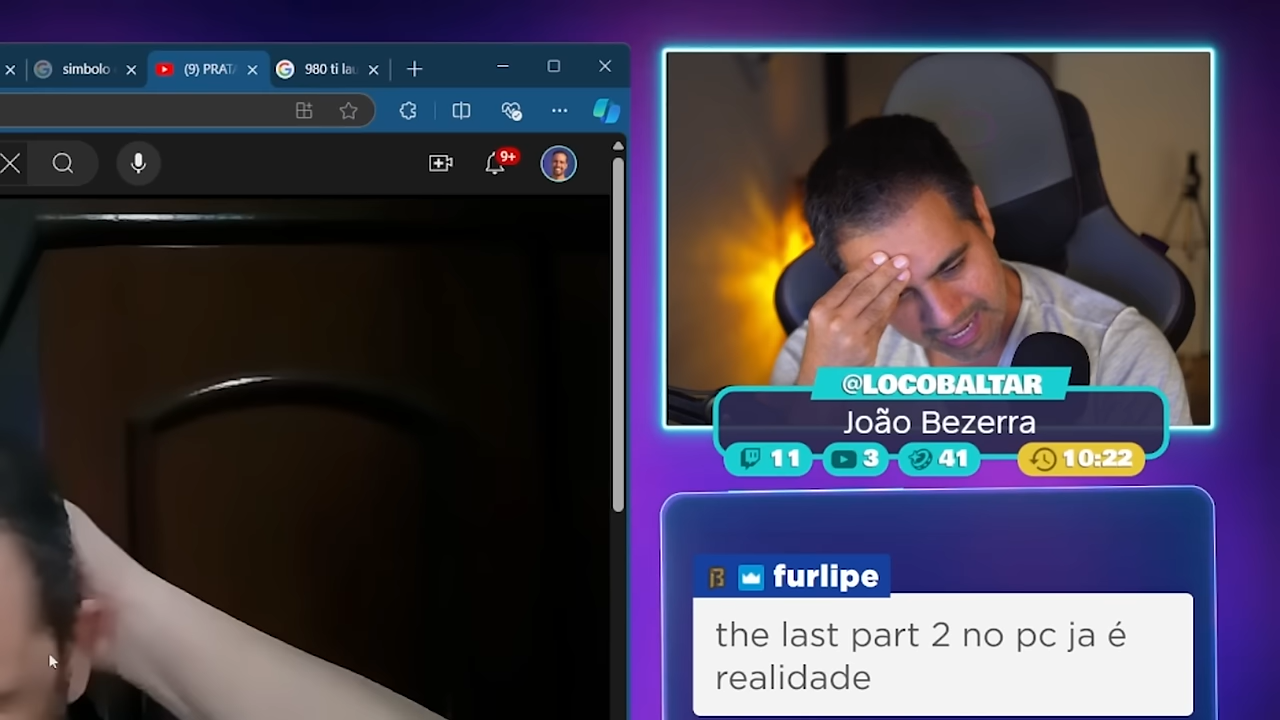 simbolo
(9) PRAT
980 ti lau
9+
@LOCOBALTAR
João Bezerra
11 3 41 10:22
furlipe
the last part 2 no pc ja é
realidade